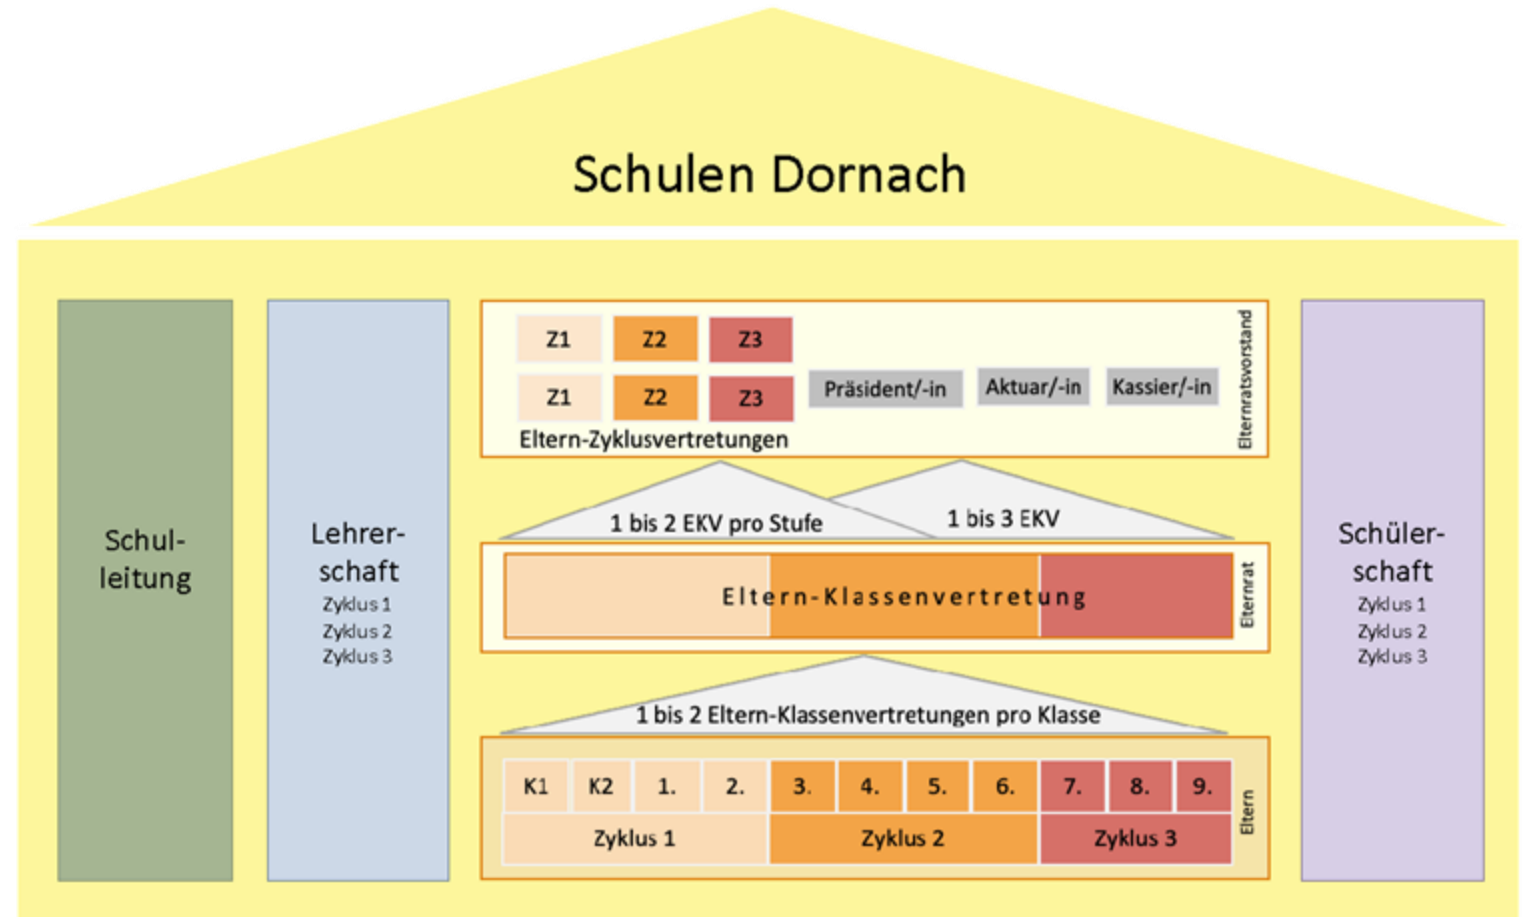 Schulen Dornach
Schul-
leitung
Lehrer-
schaft
Zyklus 1
Zyklus 2
Zyklus 3
Z1 Z2 Z3
Z1 Z2 Z3
Eltern-Zyklusvertretungen
Präsident/-in Aktuar/-in Kassier/-in
Elternratsvorstand
1 bis 2 EKV pro Stufe
1 bis 3 EKV
Eltern-Klassenvertretung
Elternrat
1 bis 2 Eltern-Klassenvertretungen pro Klasse
K1 K2 1. 2. 3. 4. 5. 6. 7. 8. 9.
Zyklus 1 Zyklus 2 Zyklus 3
Eltern
Schüler-
schaft
Zyklus 1
Zyklus 2
Zyklus 3